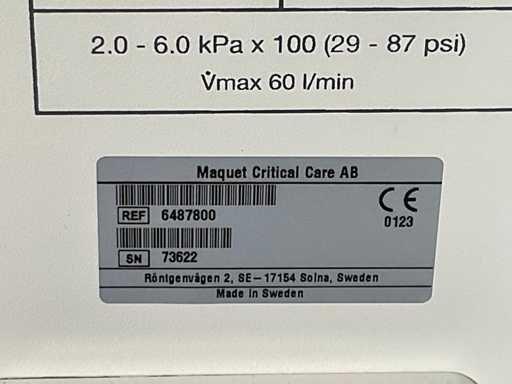 2.0 - 6.0 kPa x 100 (29 - 87 psi)
V̇max 60 l/min
Maquet Critical Care AB
REF 6487800
CE
0123
SN 73622
Röntgenvägen 2, SE-17154 Solna, Sweden
Made in Sweden